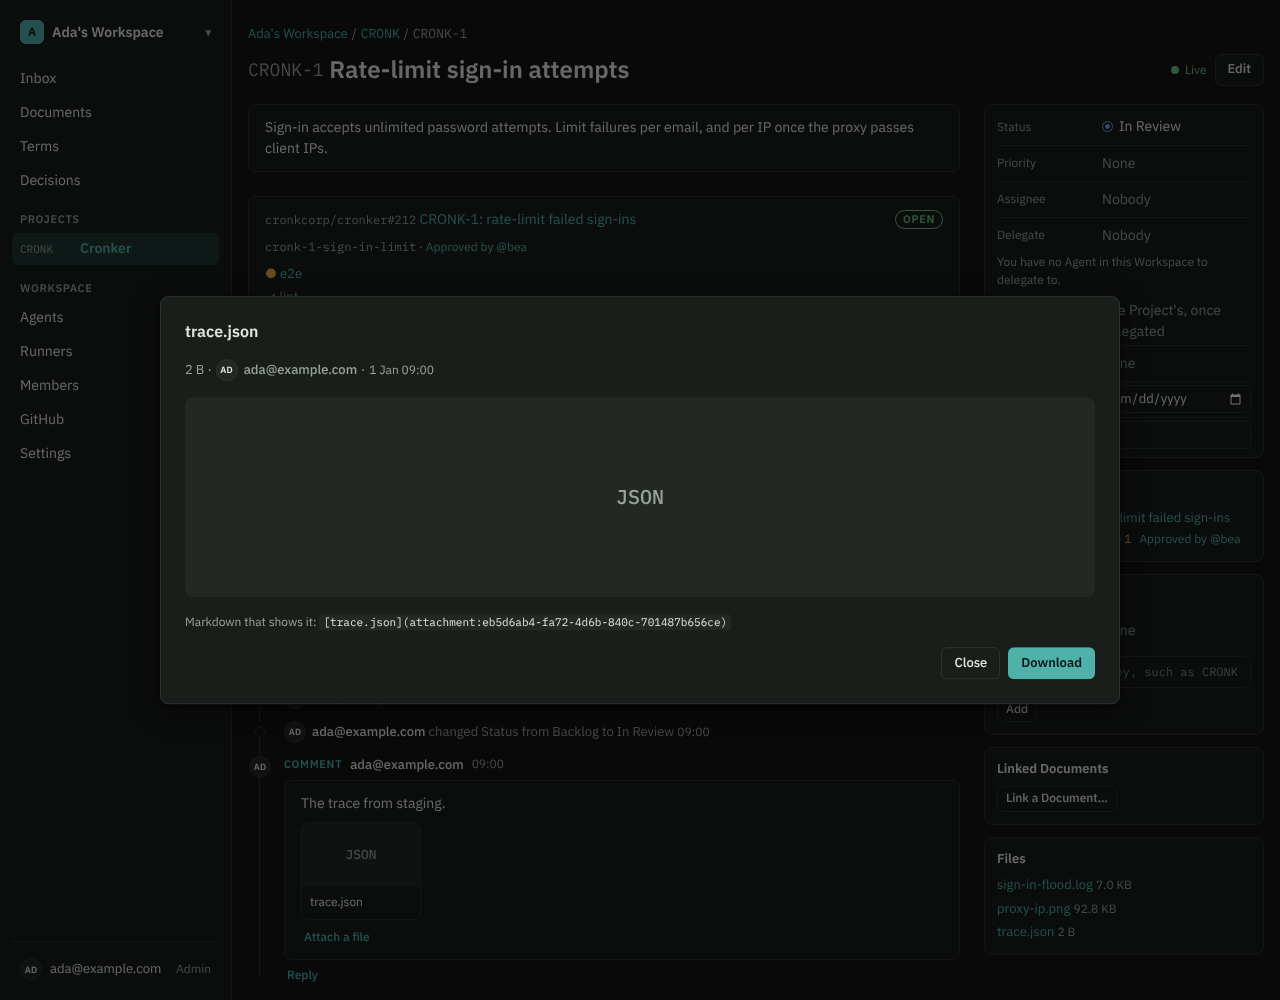 A Ada's Workspace ▾
Inbox
Documents
Terms
Decisions
PROJECTS
CRONK Cronker
WORKSPACE
Agents
Runners
Members
GitHub
Settings
AD ada@example.com Admin
Ada's Workspace / CRONK / CRONK-1
CRONK-1 Rate-limit sign-in attempts
Live Edit
Sign-in accepts unlimited password attempts. Limit failures per email, and per IP once the proxy passes
client IPs.
cronkcorp/cronker#212 CRONK-1: rate-limit failed sign-ins OPEN
cronk-1-sign-in-limit · Approved by @bea
e2e
trace.json
2 B · AD ada@example.com · 1 Jan 09:00
JSON
Markdown that shows it: [trace.json](attachment:eb5d6ab4-fa72-4d6b-840c-701487b656ce)
Close Download
AD ada@example.com changed Status from Backlog to In Review 09:00
AD COMMENT ada@example.com 09:00
The trace from staging.
JSON
trace.json
Attach a file
Reply
Status In Review
Priority None
Assignee Nobody
Delegate Nobody
You have no Agent in this Workspace to
delegate to.
Project's, once
/dd/yyyy
failed sign-ins
1 Approved by @bea
such as CRONK
Add
Linked Documents
Link a Document...
Files
sign-in-flood.log 7.0 KB
proxy-ip.png 92.8 KB
trace.json 2 B